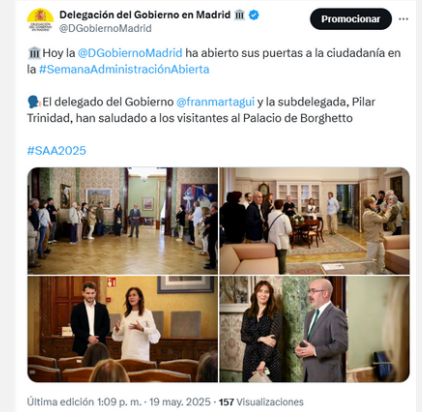 Delegación del Gobierno en Madrid
@DGobiernoMadrid
Promocionar
Hoy la @DGobiernoMadrid ha abierto sus puertas a la ciudadanía en
la #SemanaAdministraciónAbierta
El delegado del Gobierno @franmartagui y la subdelegada, Pilar
Trinidad, han saludado a los visitantes al Palacio de Borghetto
#SAA2025
Última edición 1:09 p. m. · 19 may. 2025 · 157 Visualizaciones